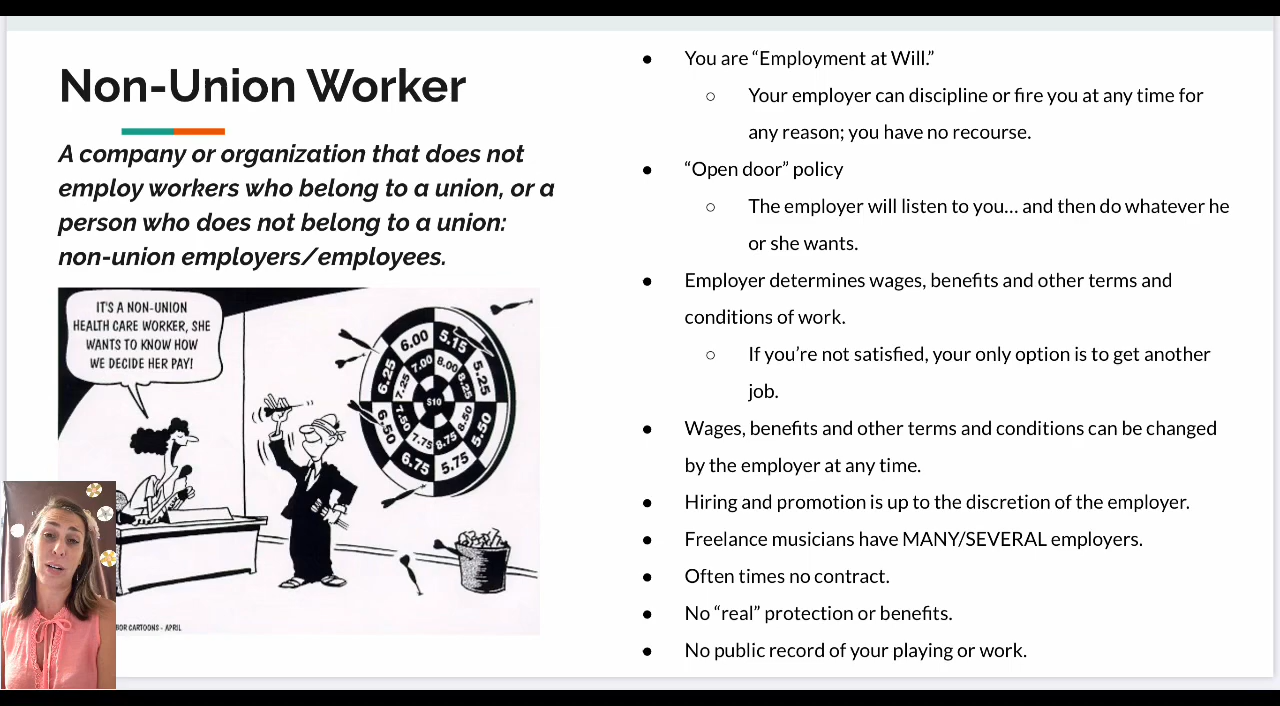 Non-Union Worker
A company or organization that does not
employ workers who belong to a union, or a
person who does not belong to a union:
non-union employers/employees.
IT'S A NON-UNION
HEALTH CARE WORKER, SHE
WANTS TO KNOW HOW
WE DECIDE HER PAY!
6.00
5.15
5.25
5.50
5.75
6.75
6.50
6.25
7.00
8.00
8.25
8.50
8.75
7.75
7.50
7.25
$10
BOR CARTOONS - APRIL
● You are “Employment at Will.”
○ Your employer can discipline or fire you at any time for
any reason; you have no recourse.
● “Open door” policy
○ The employer will listen to you... and then do whatever he
or she wants.
● Employer determines wages, benefits and other terms and
conditions of work.
○ If you’re not satisfied, your only option is to get another
job.
● Wages, benefits and other terms and conditions can be changed
by the employer at any time.
● Hiring and promotion is up to the discretion of the employer.
● Freelance musicians have MANY/SEVERAL employers.
● Often times no contract.
● No “real” protection or benefits.
● No public record of your playing or work.